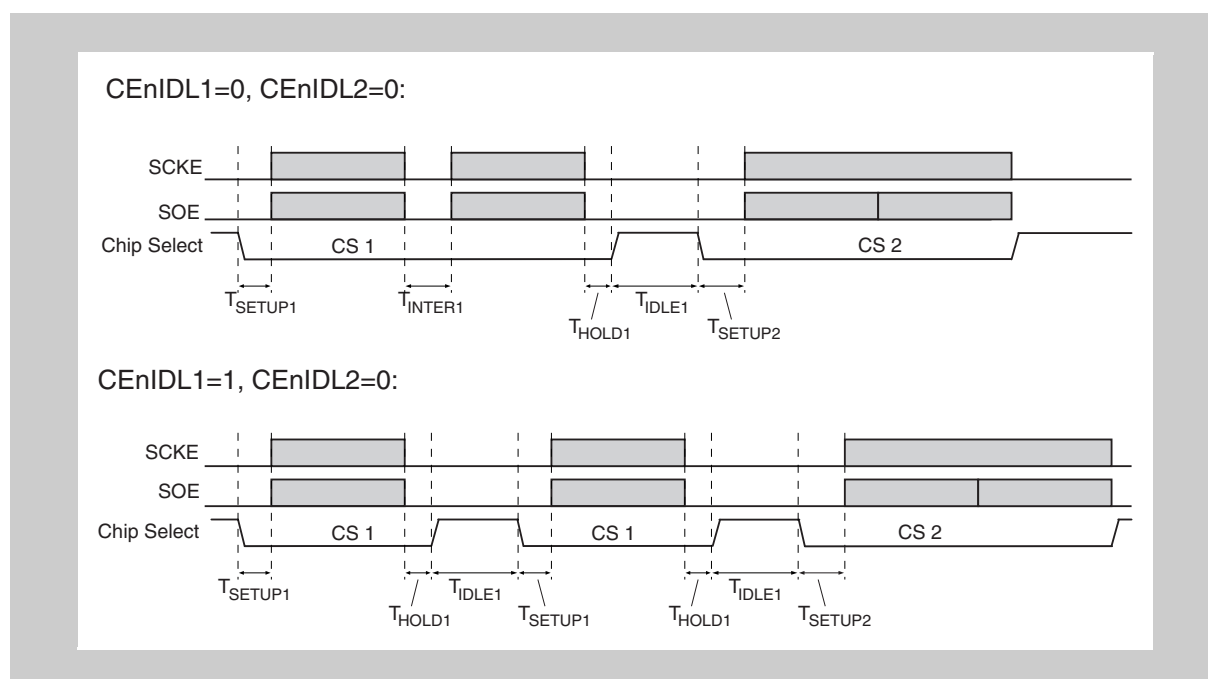 CEnIDL1=0, CEnIDL2=0:
SCKE
SOE
Chip Select CS 1 CS 2
TSETUP1 TINTER1 THOLD1 TIDLE1 TSETUP2
CEnIDL1=1, CEnIDL2=0:
SCKE
SOE
Chip Select CS 1 CS 1 CS 2
TSETUP1 THOLD1 TIDLE1 TSETUP1 THOLD1 TIDLE1 TSETUP2